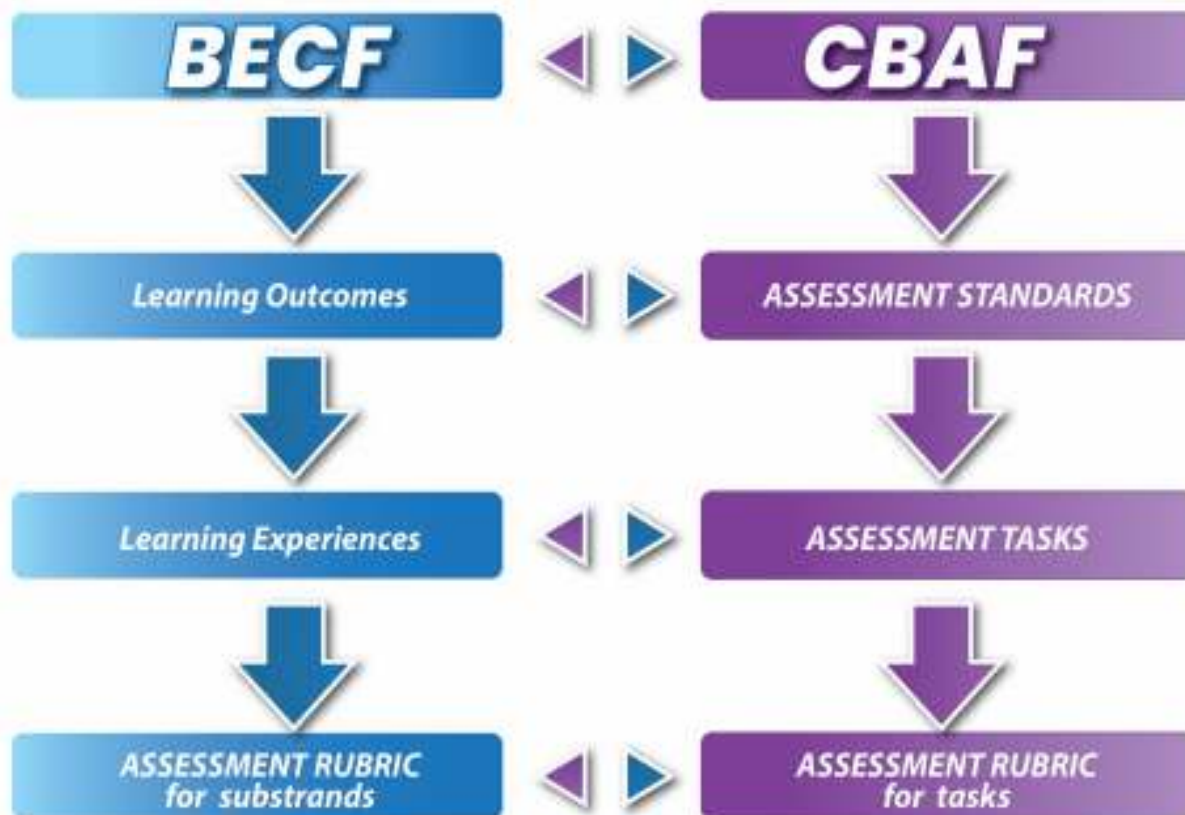 BECF
CBAF
Learning Outcomes
ASSESSMENT STANDARDS
Learning Experiences
ASSESSMENT TASKS
ASSESSMENT RUBRIC
for substrands
ASSESSMENT RUBRIC
for tasks